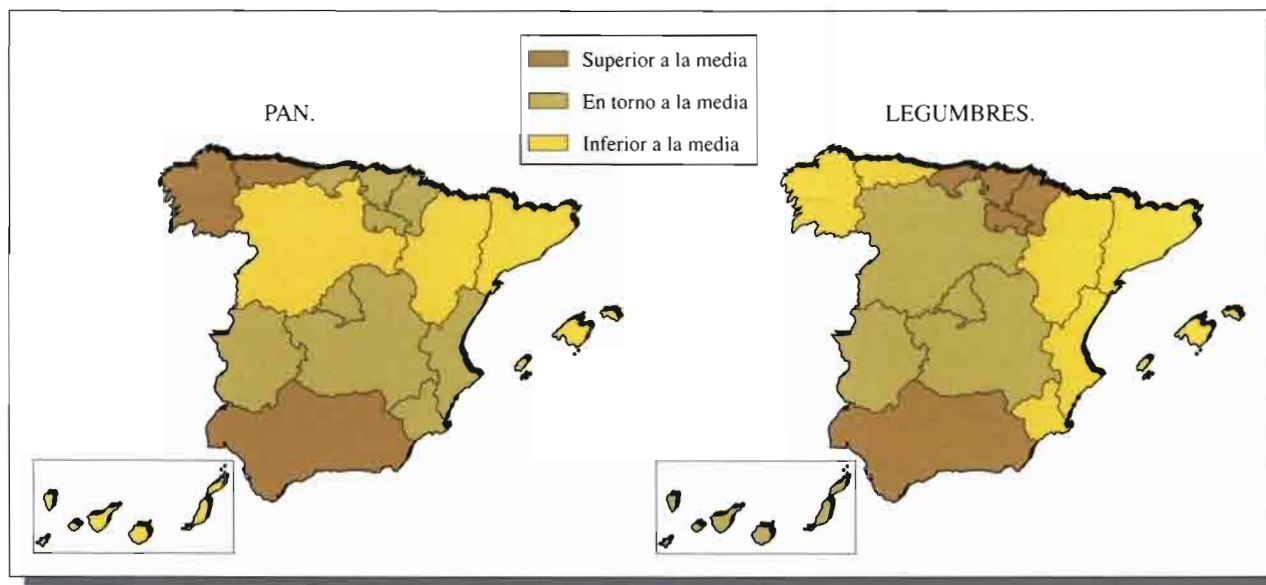 Superior a la media
En torno a la media
Inferior a la media
PAN.
LEGUMBRES.